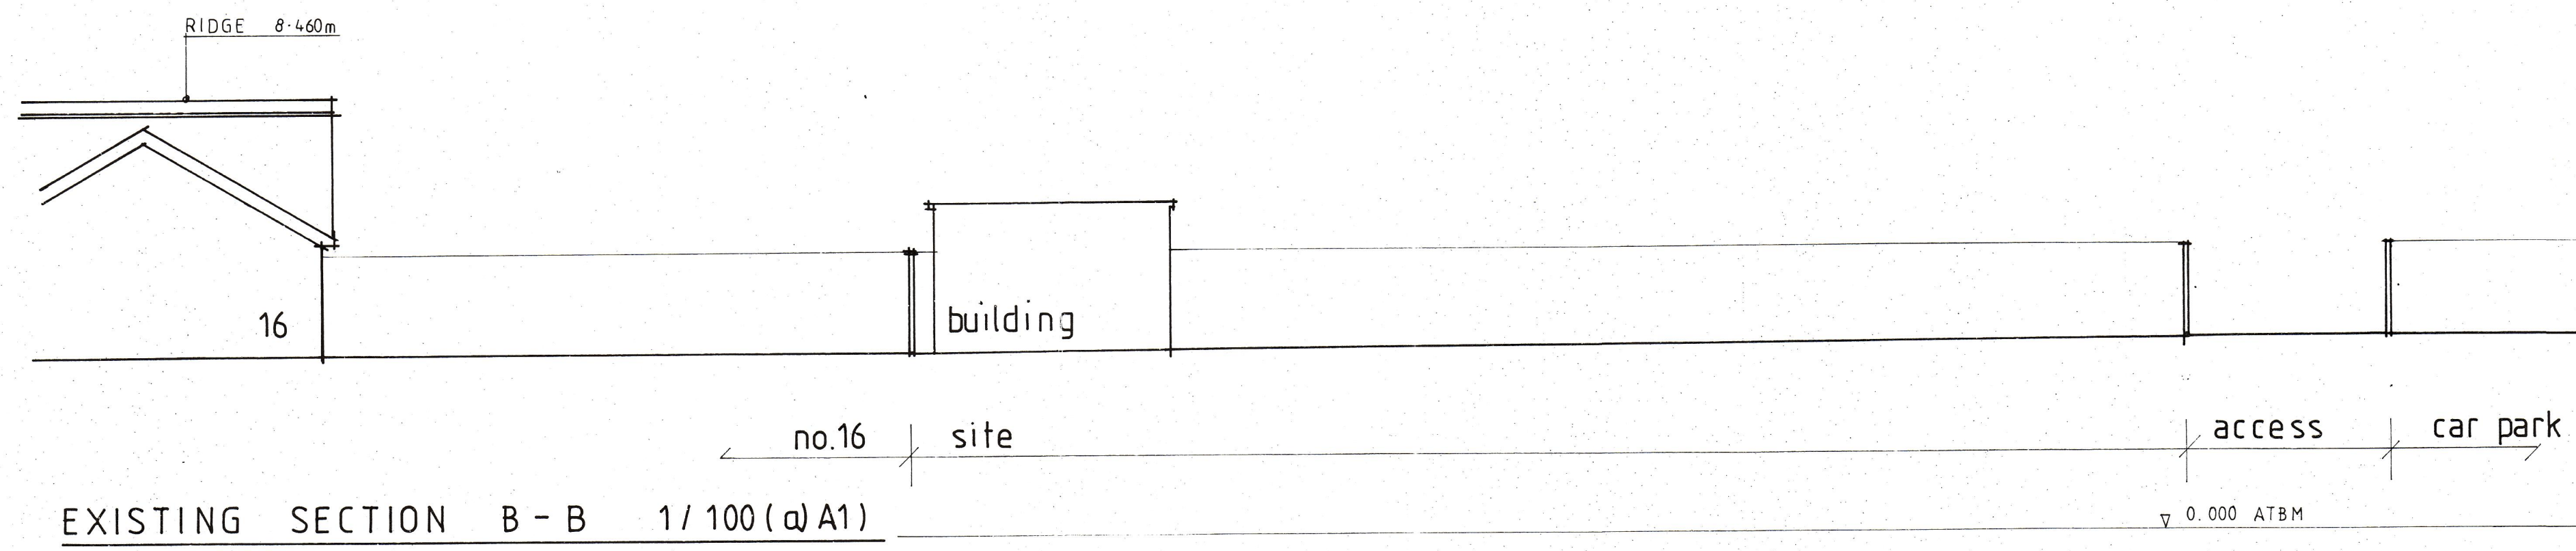 RIDGE 8·460m
16
building
no.16 site access car park
EXISTING SECTION B - B 1/100(a)A1)
0.000 ATBM